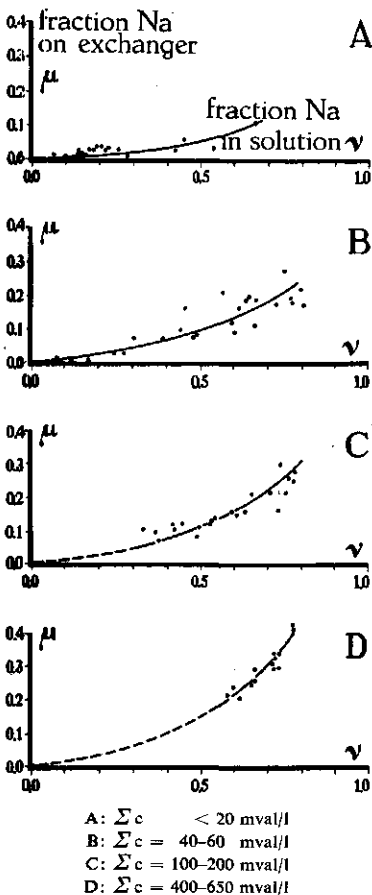 fraction Na
on exchanger
A
0.4
μ
0.3
0.2
fraction Na
in solution ν
0.1
0.0
0.0 0.5 1.0
μ
B
0.4
0.3
0.2
0.1
ν
0.0
0.0 0.5 1.0
μ
C
0.4
0.3
0.2
0.1
ν
0.0
0.0 0.5 1.0
μ
D
0.4
0.3
0.2
0.1
ν
0.0
0.0 0.5 1.0
A: Σ c < 20 mval/l
B: Σ c = 40–60 mval/l
C: Σ c = 100–200 mval/l
D: Σ c = 400–650 mval/l